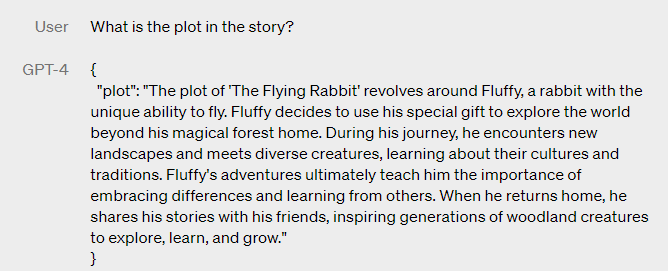 User What is the plot in the story?
GPT-4 {
"plot": "The plot of 'The Flying Rabbit' revolves around Fluffy, a rabbit with the
unique ability to fly. Fluffy decides to use his special gift to explore the world
beyond his magical forest home. During his journey, he encounters new
landscapes and meets diverse creatures, learning about their cultures and
traditions. Fluffy's adventures ultimately teach him the importance of
embracing differences and learning from others. When he returns home, he
shares his stories with his friends, inspiring generations of woodland creatures
to explore, learn, and grow."
}